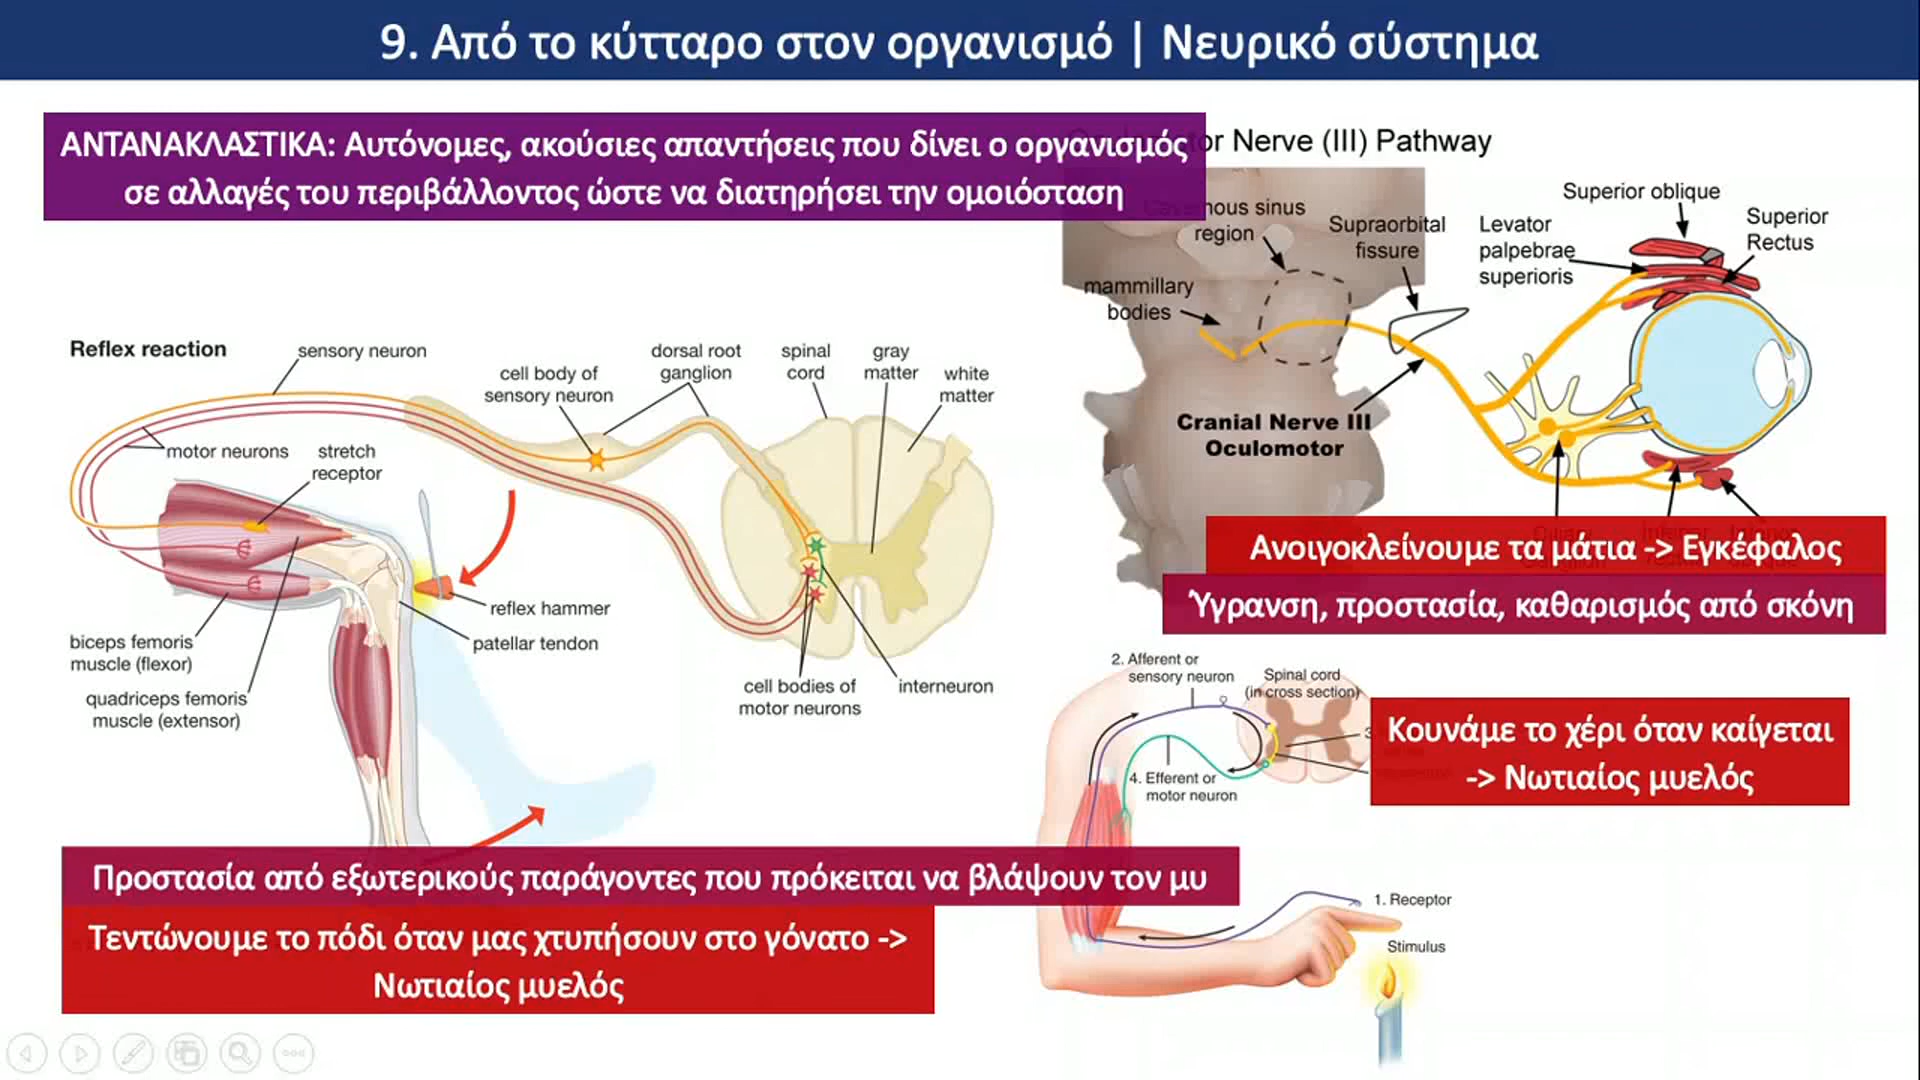 9. Από το κύτταρο στον οργανισμό | Νευρικό σύστημα
ΑΝΤΑΝΑΚΛΑΣΤΙΚΑ: Αυτόνομες, ακούσιες απαντήσεις που δίνει ο οργανισμός
σε αλλαγές του περιβάλλοντος ώστε να διατηρήσει την ομοιόσταση
Nerve (III) Pathway
Superior oblique
Superior
Rectus
Levator
palpebrae
superioris
Supraorbital
fissure
sinus
region
mammillary
bodies
Cranial Nerve III
Oculomotor
Reflex reaction
sensory neuron
cell body of
sensory neuron
dorsal root
ganglion
spinal
cord
gray
matter
white
matter
motor neurons
stretch
receptor
reflex hammer
patellar tendon
biceps femoris
muscle (flexor)
quadriceps femoris
muscle (extensor)
cell bodies of
motor neurons
interneuron
Ανοιγοκλείνουμε τα μάτια -> Εγκέφαλος
Ύγρανση, προστασία, καθαρισμός από σκόνη
2. Afferent or
sensory neuron
Spinal cord
(in cross section)
4. Efferent or
motor neuron
Κουνάμε το χέρι όταν καίγεται
-> Νωτιαίος μυελός
Προστασία από εξωτερικούς παράγοντες που πρόκειται να βλάψουν τον μυ
Τεντώνουμε το πόδι όταν μας χτυπήσουν στο γόνατο ->
Νωτιαίος μυελός
1. Receptor
Stimulus